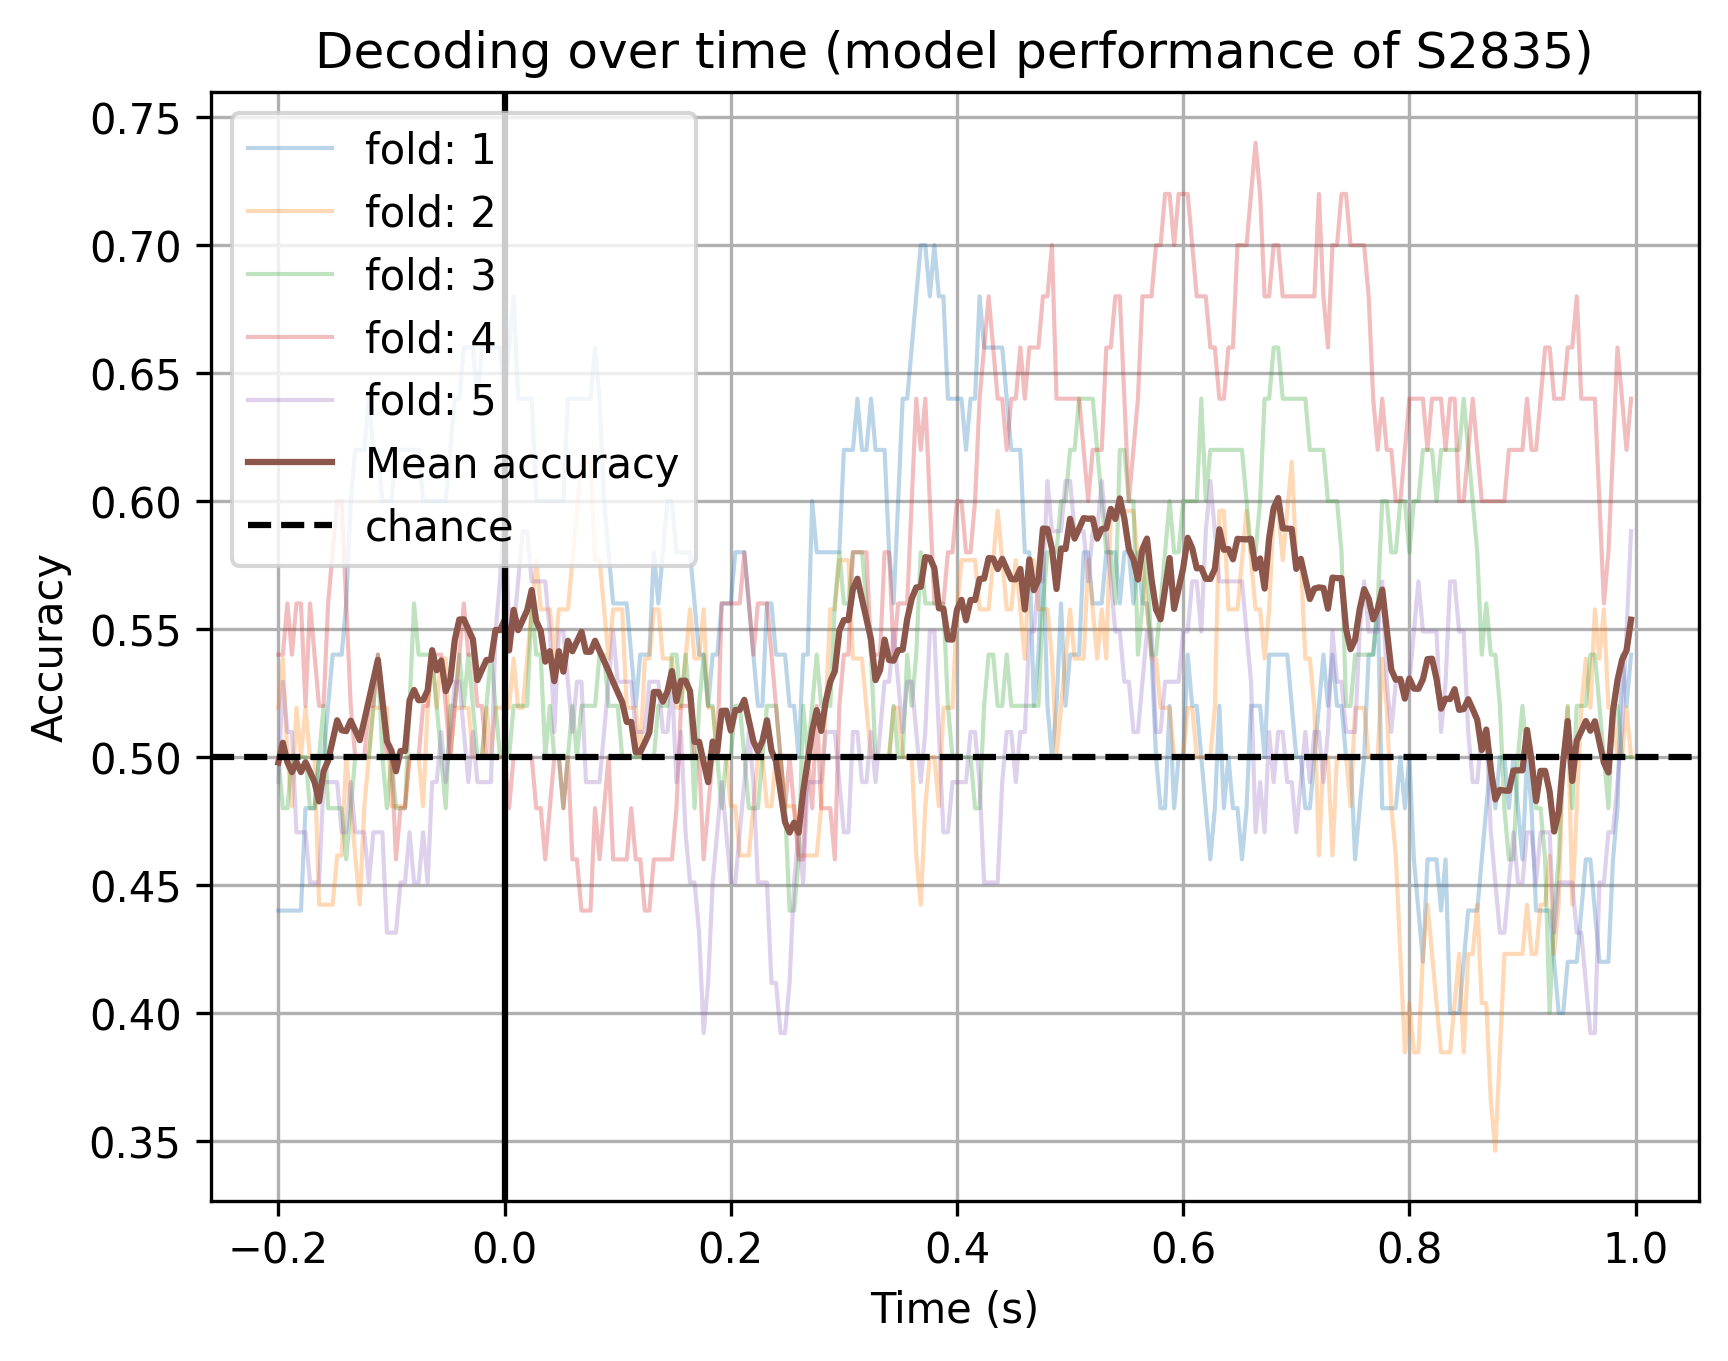 Decoding over time (model performance of S2835)
0.75
0.70
0.65
0.60
0.55
0.50
0.45
0.40
0.35
Accuracy
fold: 1
fold: 2
fold: 3
fold: 4
fold: 5
Mean accuracy
chance
−0.2 0.0 0.2 0.4 0.6 0.8 1.0
Time (s)